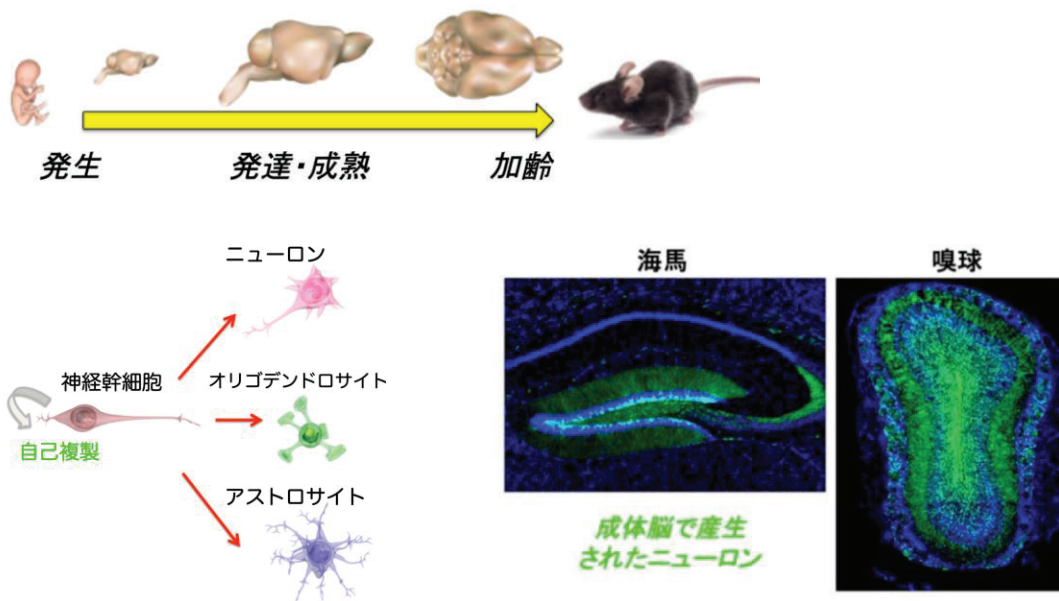 発生
発達・成熟
加齢
ニューロン
神経幹細胞
自己複製
オリゴデンドロサイト
アストロサイト
海馬
嗅球
成体脳で産生
されたニューロン